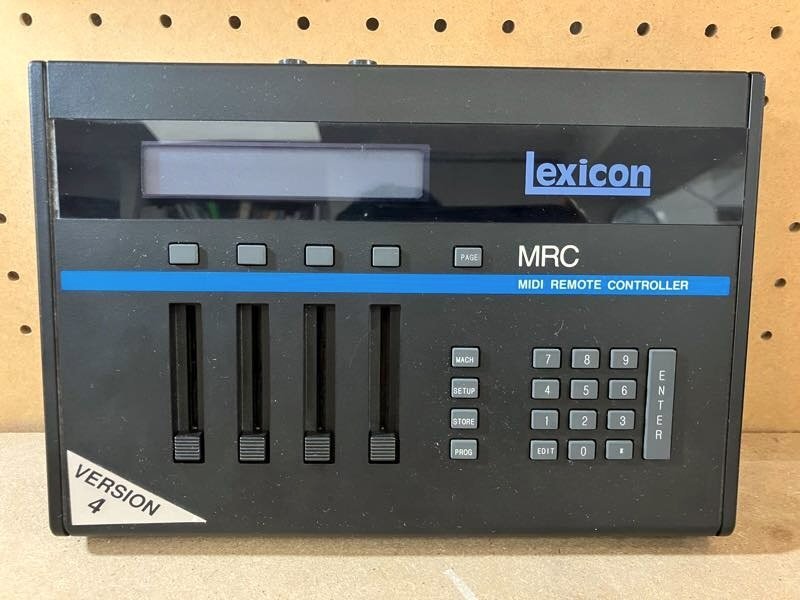 Lexicon
PAGE
MRC
MIDI REMOTE CONTROLLER
MACH
7 8 9
SETUP
4 5 6
ENTER
STORE
1 2 3
PROG
EDIT 0
VERSION
4